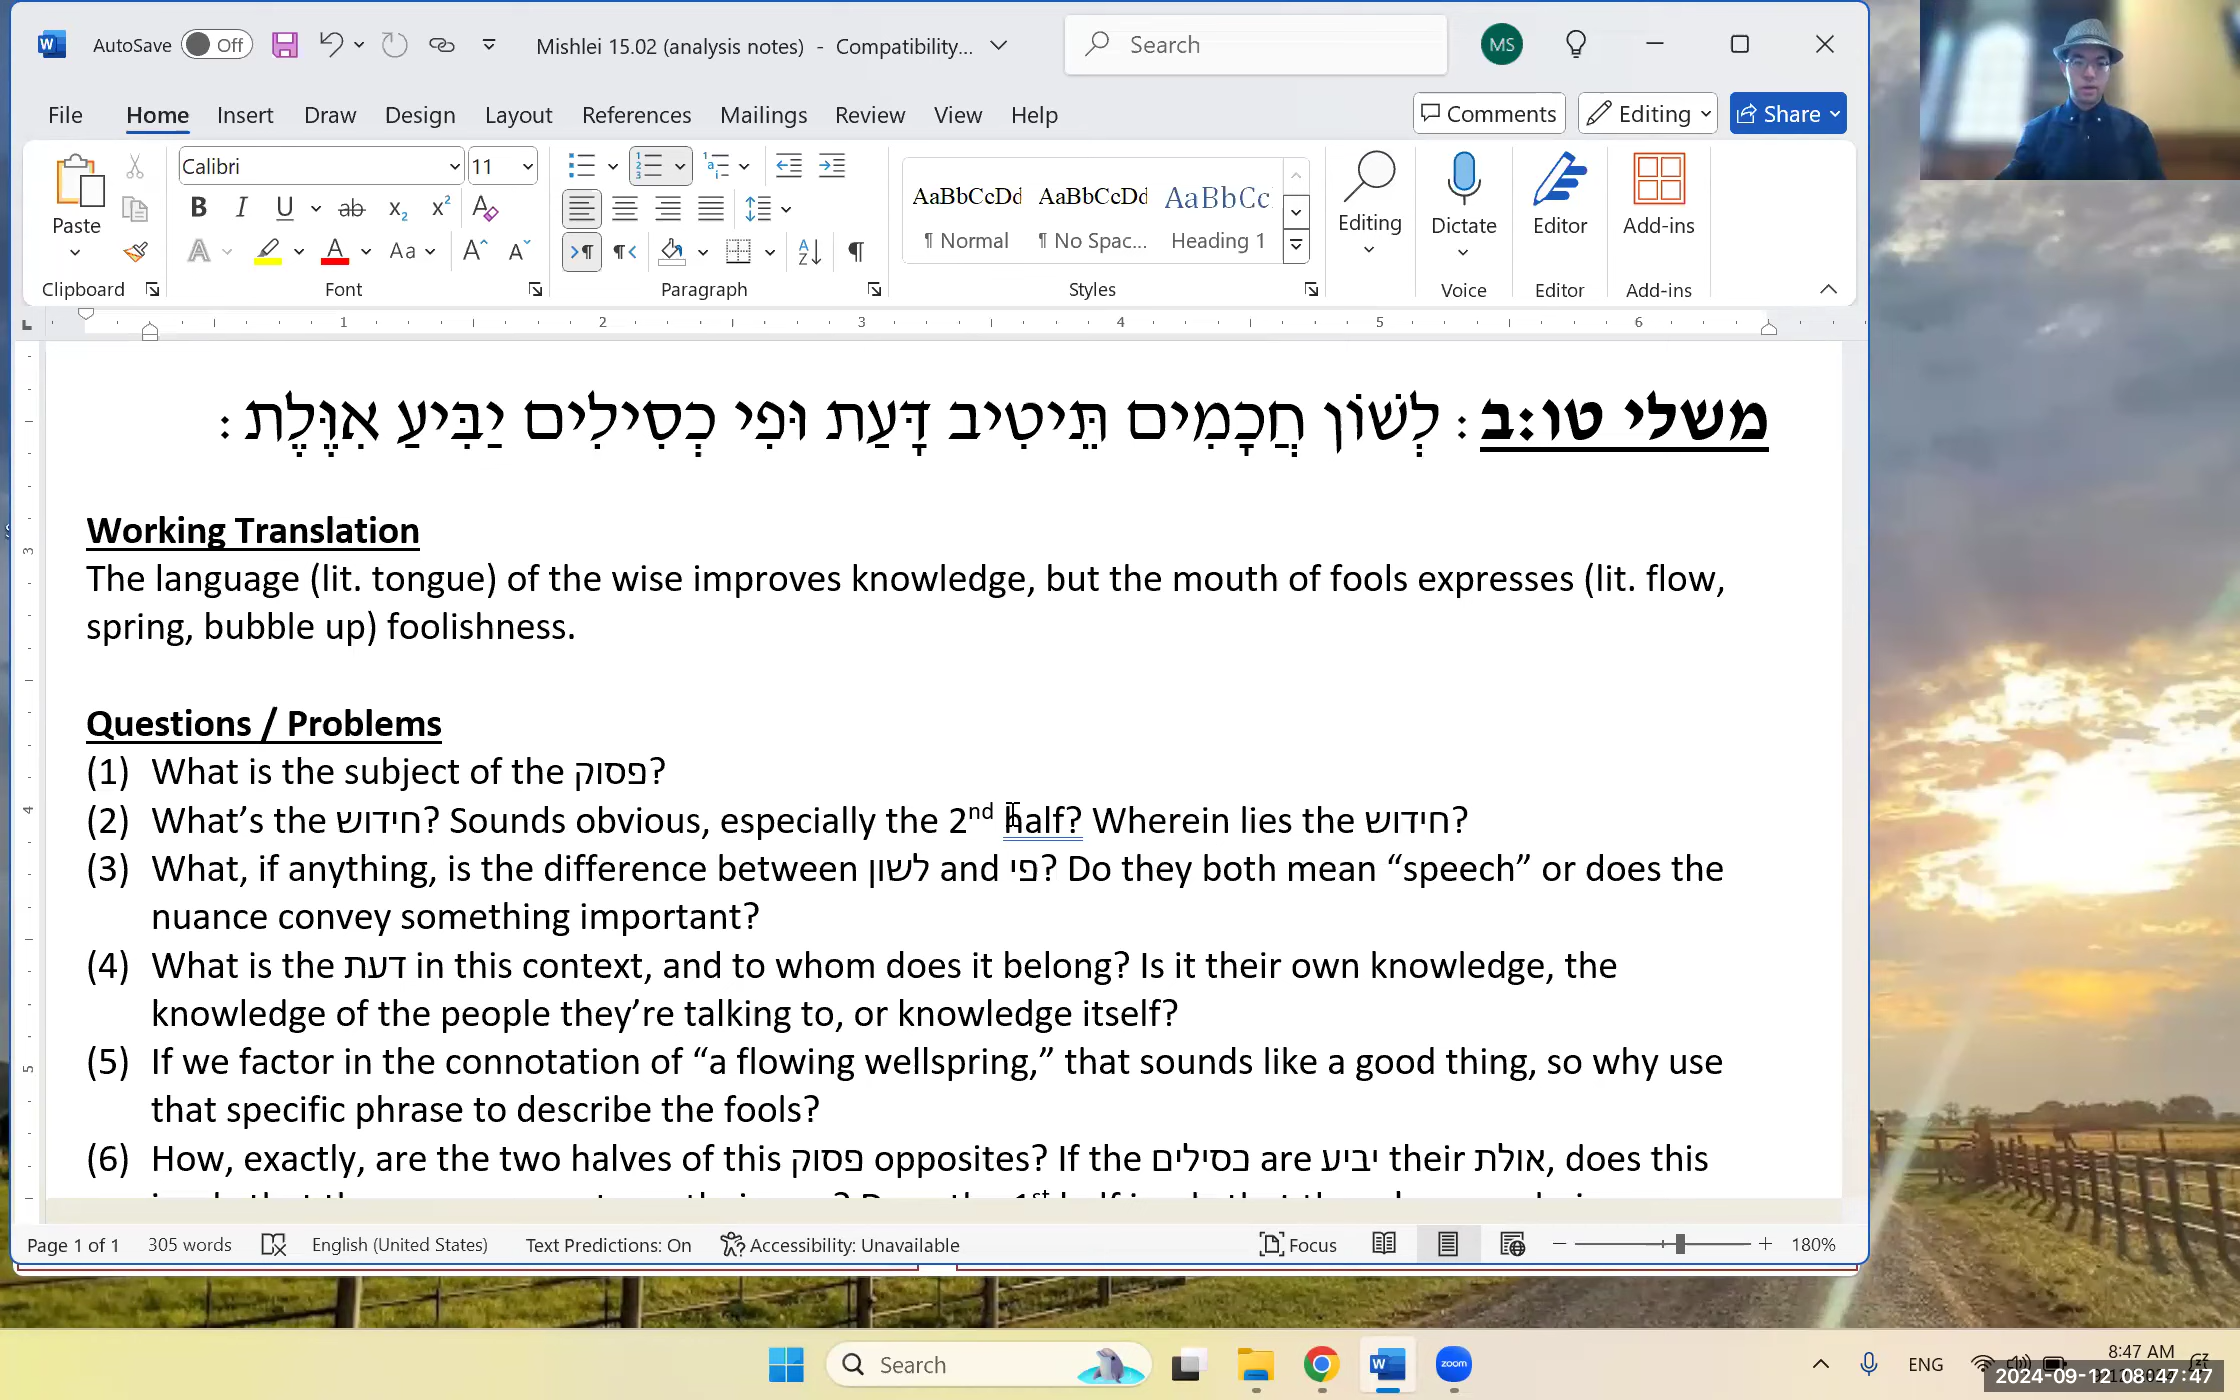 AutoSave Off Mishlei 15.02 (analysis notes) - Compatibility... Search MS
File Home Insert Draw Design Layout References Mailings Review View Help Comments Editing Share
Paste Calibri 11 AaBbCcDd AaBbCcDd AaBbCc Editing Dictate Editor Add-ins
¶ Normal ¶ No Spac... Heading 1
Clipboard Font Paragraph Styles Voice Editor Add-ins
1 2 3 4 5 6
משלי טו:ב : לְשׁוֹן חֲכָמִים תֵּיטִיב דָּעַת וּפִי כְסִילִים יַבִּיעַ אִוֶּלֶת :
Working Translation
The language (lit. tongue) of the wise improves knowledge, but the mouth of fools expresses (lit. flow,
spring, bubble up) foolishness.
Questions / Problems
(1) What is the subject of the פסוק?
(2) What’s the חידוש? Sounds obvious, especially the 2nd half? Wherein lies the חידוש?
(3) What, if anything, is the difference between לשון and פי? Do they both mean “speech” or does the
nuance convey something important?
(4) What is the דעת in this context, and to whom does it belong? Is it their own knowledge, the
knowledge of the people they’re talking to, or knowledge itself?
(5) If we factor in the connotation of “a flowing wellspring,” that sounds like a good thing, so why use
that specific phrase to describe the fools?
(6) How, exactly, are the two halves of this פסוק opposites? If the כסילים are יביע their אולת, does this
Page 1 of 1 305 words English (United States) Text Predictions: On Accessibility: Unavailable Focus 180%
Search zoom ENG 8:47 AM
2024-09-12 08:47:47